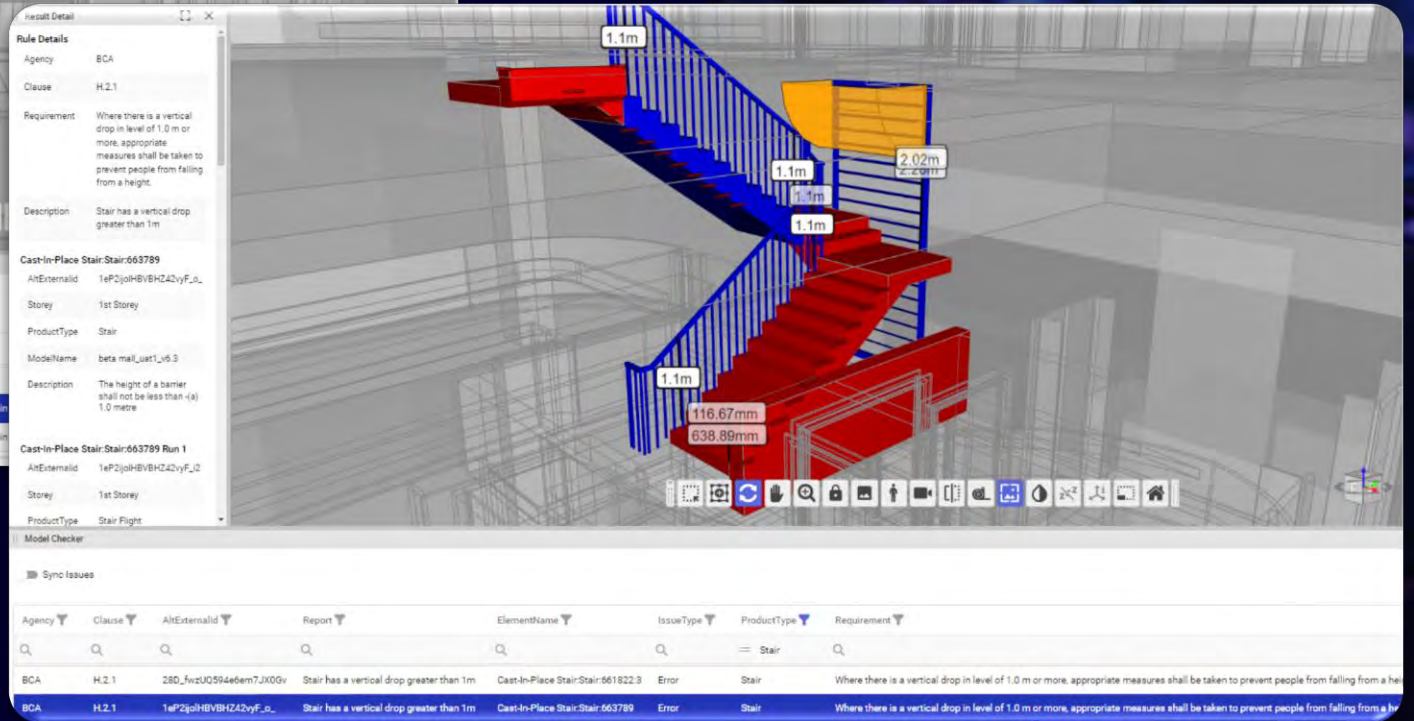 Result Detail
Rule Details
Agency BCA
Clause H.2.1
Requirement Where there is a vertical
drop in level of 1.0 m or
more, appropriate
measures shall be taken to
prevent people from falling
from a height.
Description Stair has a vertical drop
greater than 1m
Cast-In-Place Stair:Stair:663789
AltExternalid 1eP2ijolHBVBHZ42vyF_o_
Storey 1st Storey
ProductType Stair
ModelName beta mall_uat1_v6.3
Description The height of a barrier
shall not be less than -(a)
1.0 metre
Cast-In-Place Stair:Stair:663789 Run 1
AltExternalid 1eP2ijolHBVBHZ42vyF_i2
Storey 1st Storey
ProductType Stair Flight
1.1m
2.02m
1.1m
1.1m
1.1m
1.1m
116.67mm
638.89mm
Model Checker
Sync Issues
Agency Clause AltExternalid Report ElementName IssueType ProductType Requirement
= Stair
BCA H.2.1 28D_fwzUQ594e6em7JX0Gv Stair has a vertical drop greater than 1m Cast-In-Place Stair:Stair:661822:3 Error Stair Where there is a vertical drop in level of 1.0 m or more, appropriate measures shall be taken to prevent people from falling from a
BCA H.2.1 1eP2ijolHBVBHZ42vyF_o_ Stair has a vertical drop greater than 1m Cast-In-Place Stair:Stair:663789 Error Stair Where there is a vertical drop in level of 1.0 m or more, appropriate measures shall be taken to prevent people from falling from a